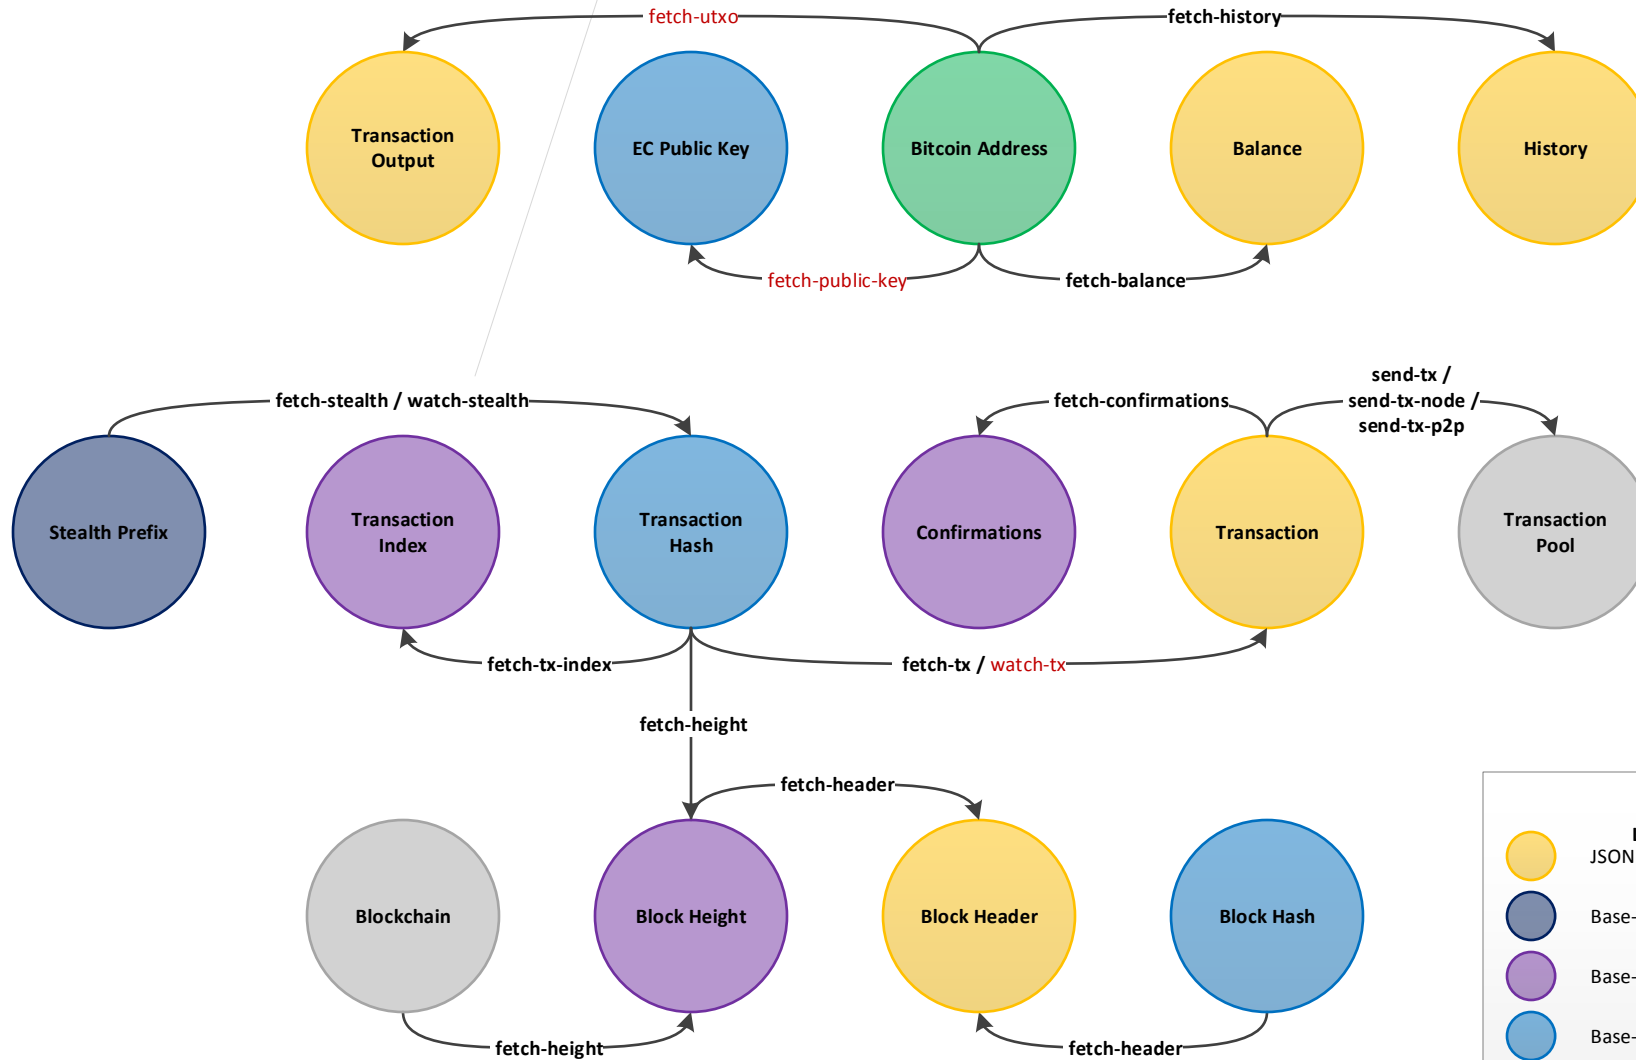 fetch-utxo
fetch-history
Transaction
Output
EC Public Key
Bitcoin Address
Balance
History
fetch-public-key
fetch-balance
fetch-stealth / watch-stealth
fetch-confirmations
send-tx /
send-tx-node /
send-tx-p2p
Stealth Prefix
Transaction
Index
Transaction
Hash
Confirmations
Transaction
Transaction
Pool
fetch-tx-index
fetch-tx / watch-tx
fetch-height
fetch-header
Blockchain
Block Height
Block Header
Block Hash
fetch-height
fetch-header
JSON
Base-
Base-
Base-